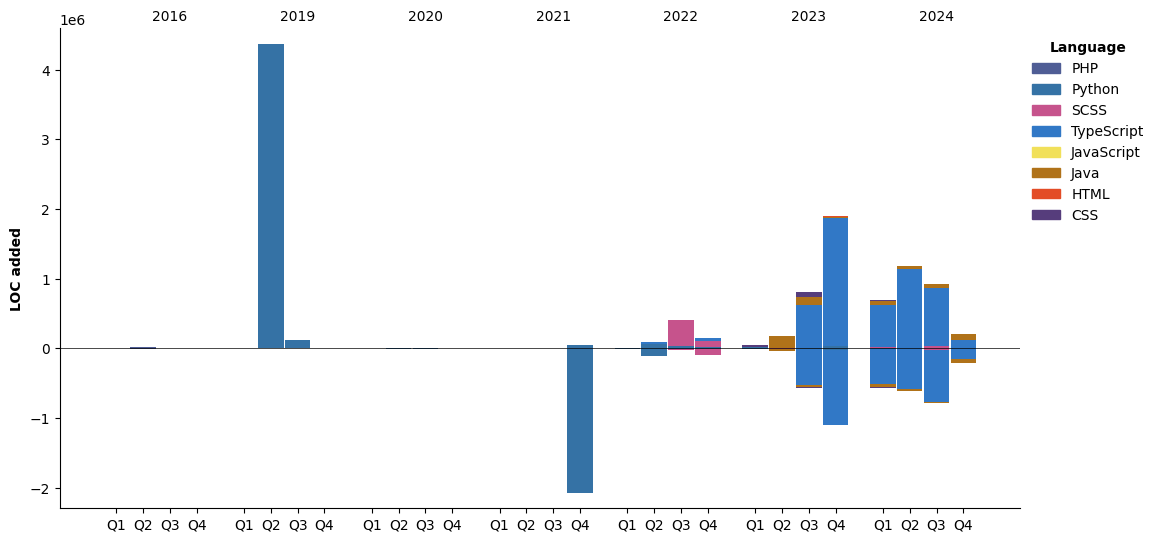 1e6
2016 2019 2020 2021 2022 2023 2024
Language
PHP
Python
SCSS
TypeScript
JavaScript
Java
HTML
CSS
LOC added
4
3
2
1
0
−1
−2
Q1 Q2 Q3 Q4 Q1 Q2 Q3 Q4 Q1 Q2 Q3 Q4 Q1 Q2 Q3 Q4 Q1 Q2 Q3 Q4 Q1 Q2 Q3 Q4 Q1 Q2 Q3 Q4